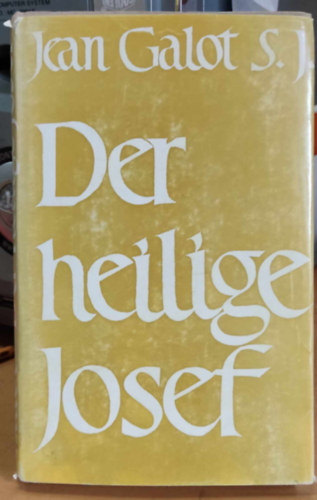 Jean Galot S. J.
Der
heilige
Josef